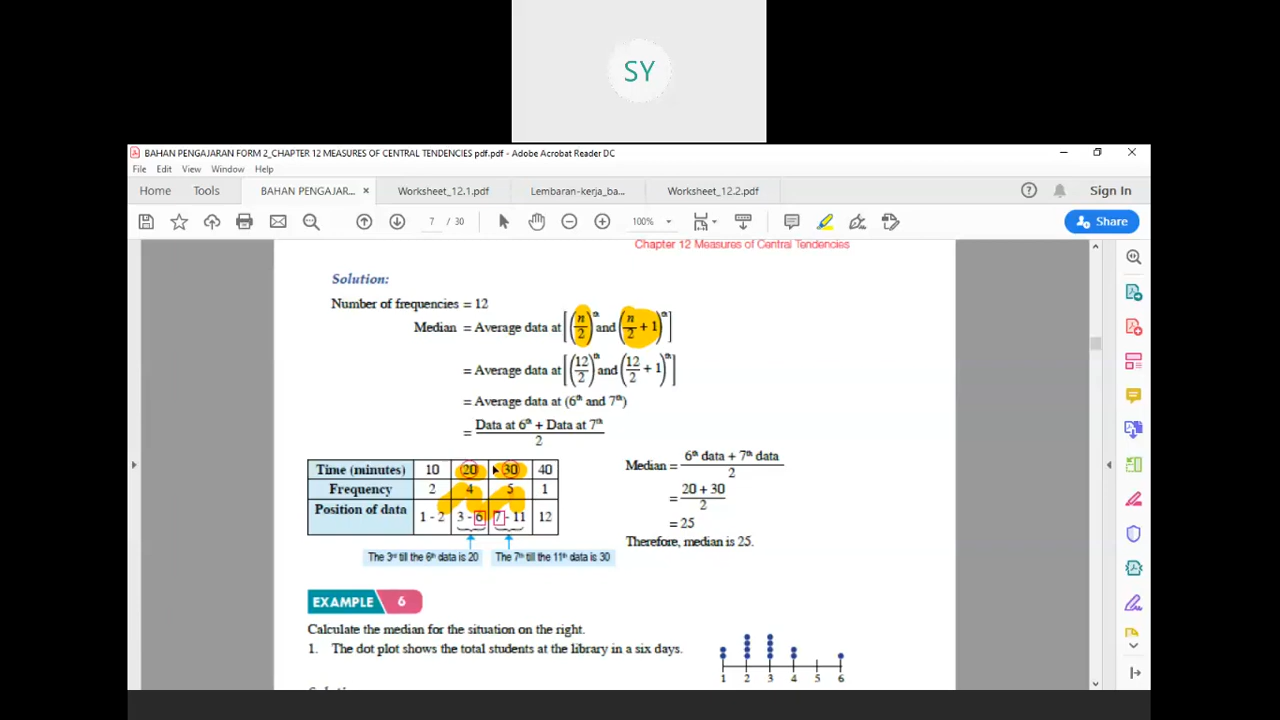 SY
BAHAN PENGAJARAN FORM 2_CHAPTER 12 MEASURES OF CENTRAL TENDENCIES pdf.pdf - Adobe Acrobat Reader DC
File Edit View Window Help
Home Tools BAHAN PENGAJAR... × Worksheet_12.1.pdf Lembaran-kerja_ba... Worksheet_12.2.pdf Sign In
7 / 30 100% Share
Chapter 12 Measures of Central Tendencies
Solution:
Number of frequencies = 12
Median = Average data at [(n/2)th and (n/2 + 1)th]
= Average data at [(12/2)th and (12/2 + 1)th]
= Average data at (6th and 7th)
= Data at 6th + Data at 7th / 2
Time (minutes) 10 20 30 40
Frequency 2 4 5 1
Position of data 1 - 2 3 - 6 7 - 11 12
The 3rd till the 6th data is 20 The 7th till the 11th data is 30
Median = 6th data + 7th data / 2
= 20 + 30 / 2
= 25
Therefore, median is 25.
EXAMPLE 6
Calculate the median for the situation on the right.
1. The dot plot shows the total students at the library in a six days.
1 2 3 4 5 6